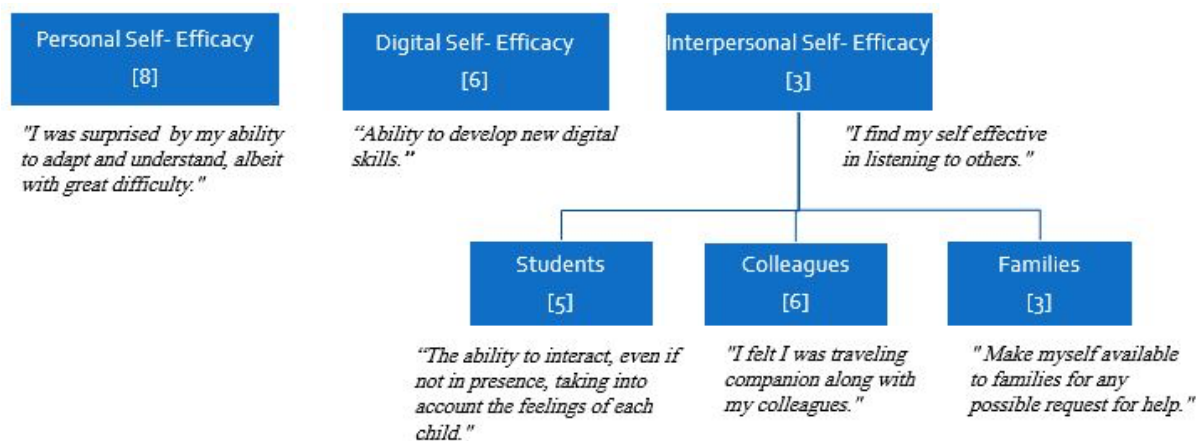 Personal Self- Efficacy
[8]
"I was surprised by my ability
to adapt and understand, albeit
with great difficulty."
Digital Self- Efficacy
[6]
“Ability to develop new digital
skills.”
Interpersonal Self- Efficacy
[3]
"I find my self effective
in listening to others."
Students
[5]
“The ability to interact, even if
not in presence, taking into
account the feelings of each
child."
Colleagues
[6]
"I felt I was traveling
companion along with
my colleagues."
Families
[3]
" Make myself available
to families for any
possible request for help."